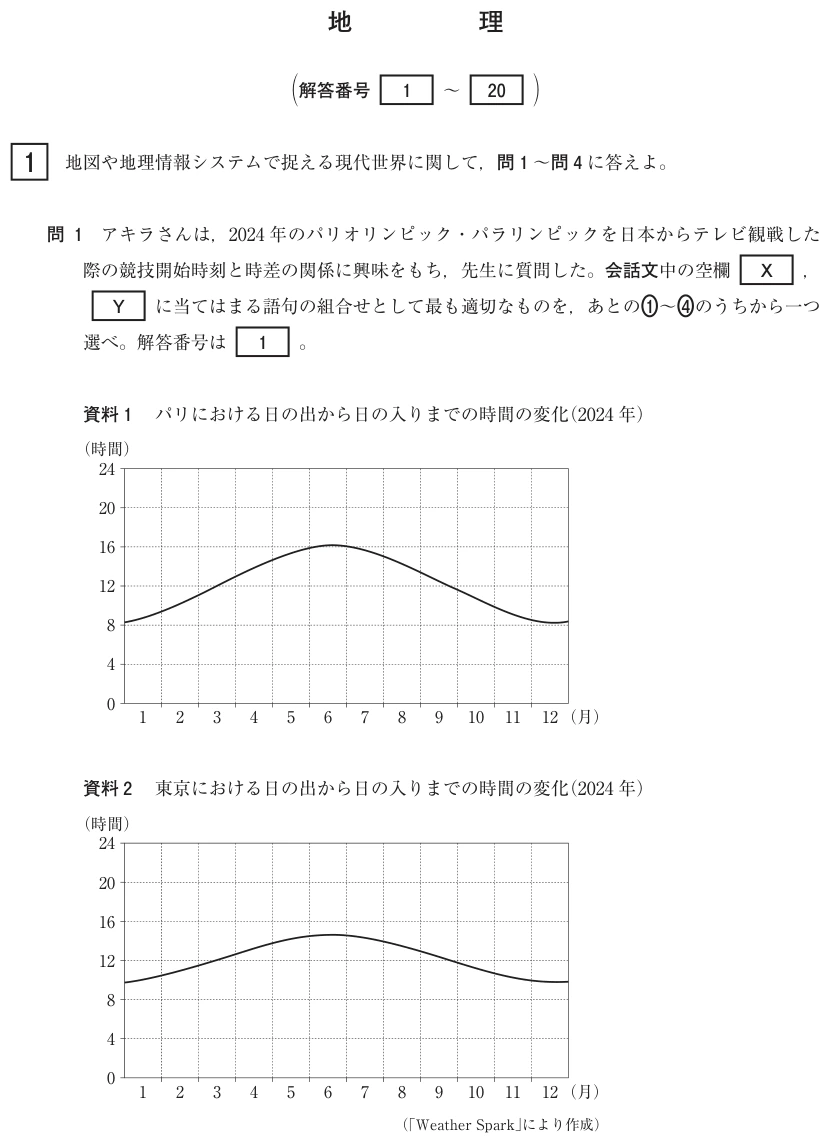 地 理
(解答番号 1 ～ 20 )
1 地図や地理情報システムで捉える現代世界に関して，問1～問4に答えよ。
問1 アキラさんは，2024年のパリオリンピック・パラリンピックを日本からテレビ観戦した
際の競技開始時刻と時差の関係に興味をもち，先生に質問した。会話文中の空欄 X ，
Y に当てはまる語句の組合せとして最も適切なものを，あとの①～④のうちから一つ
選べ。解答番号は 1 。
資料1 パリにおける日の出から日の入りまでの時間の変化(2024年)
(時間)
24
20
16
12
8
4
0
1 2 3 4 5 6 7 8 9 10 11 12 (月)
資料2 東京における日の出から日の入りまでの時間の変化(2024年)
(時間)
24
20
16
12
8
4
0
1 2 3 4 5 6 7 8 9 10 11 12 (月)
(「Weather Spark」により作成)